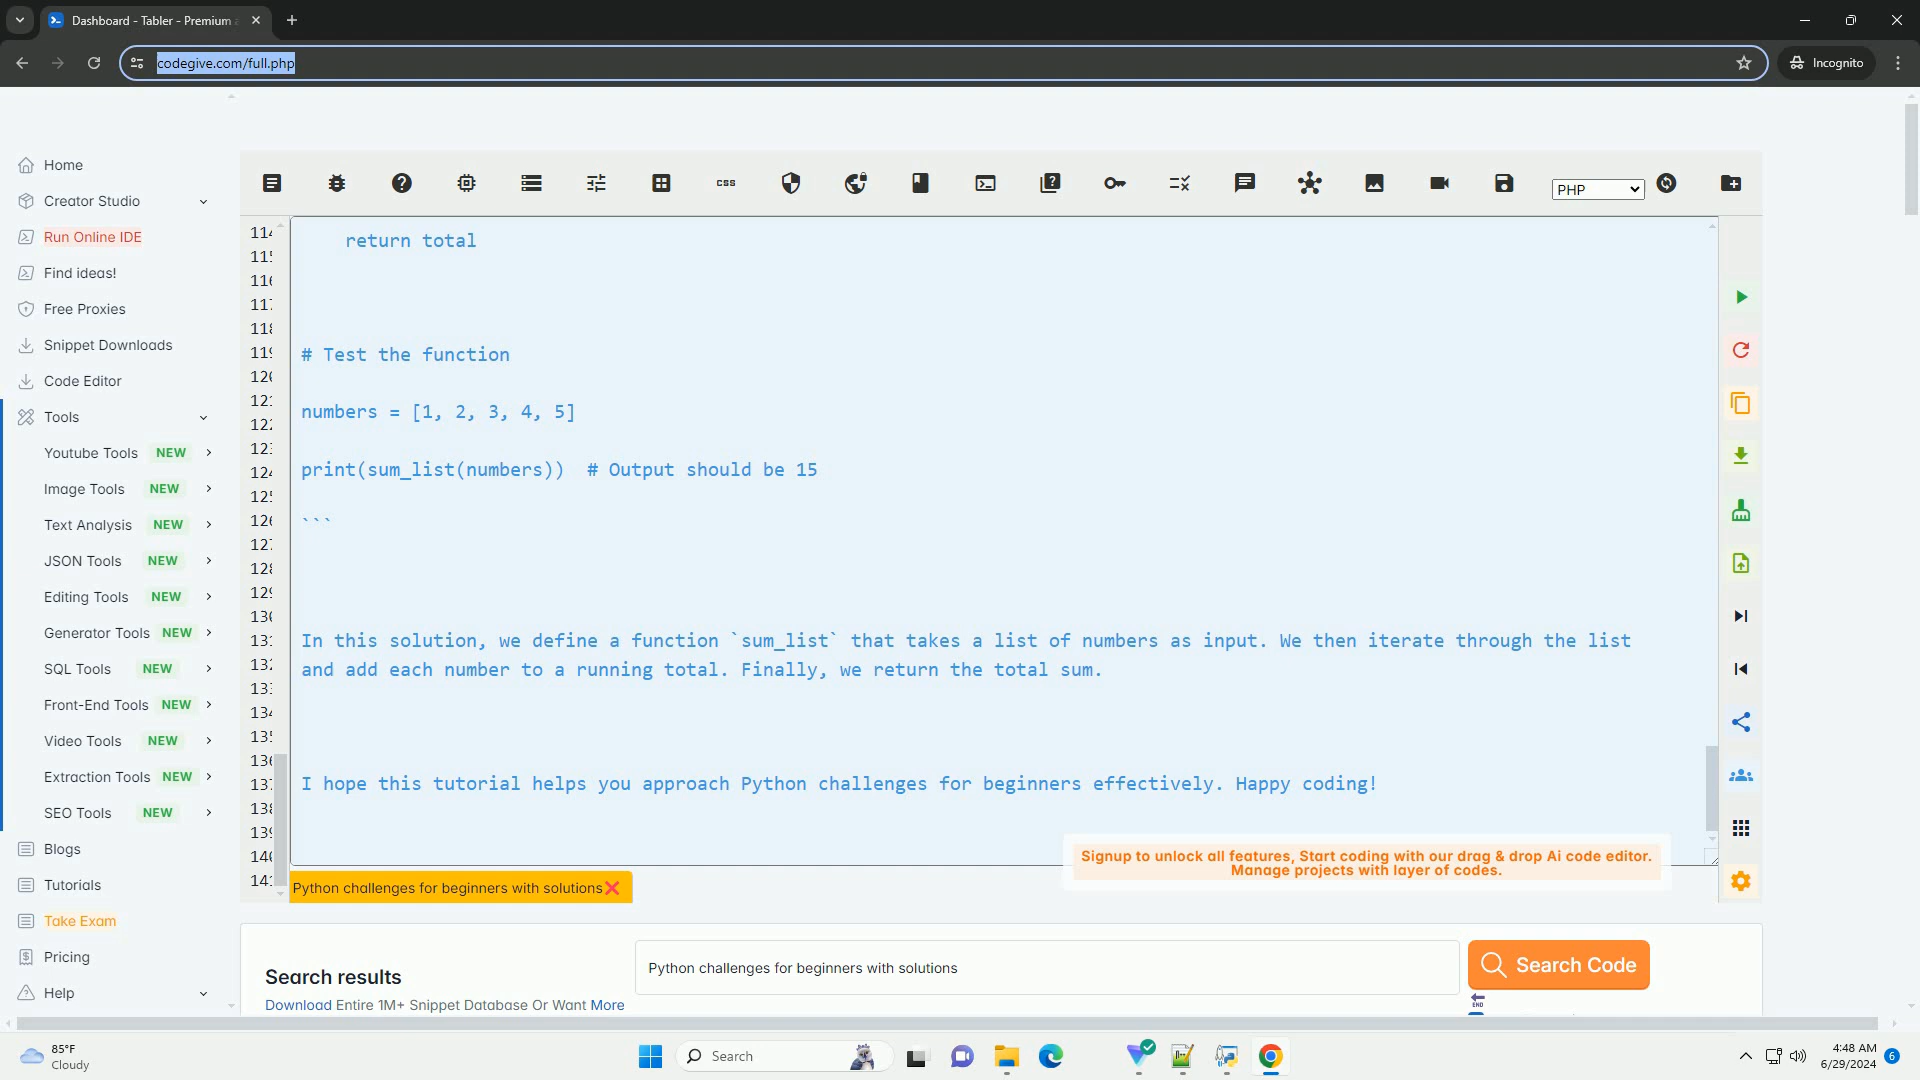 Dashboard - Tabler - Premium
codegive.com/full.php
Incognito
Home
Creator Studio
Run Online IDE
Find ideas!
Free Proxies
Snippet Downloads
Code Editor
Tools
Youtube Tools NEW
Image Tools NEW
Text Analysis NEW
JSON Tools NEW
Editing Tools NEW
Generator Tools NEW
SQL Tools NEW
Front-End Tools NEW
Video Tools NEW
Extraction Tools NEW
SEO Tools NEW
Blogs
Tutorials
Take Exam
Pricing
Help
css
PHP
return total
# Test the function
numbers = [1, 2, 3, 4, 5]
print(sum_list(numbers))  # Output should be 15
```
In this solution, we define a function `sum_list` that takes a list of numbers as input. We then iterate through the list
and add each number to a running total. Finally, we return the total sum.
I hope this tutorial helps you approach Python challenges for beginners effectively. Happy coding!
Signup to unlock all features, Start coding with our drag & drop Ai code editor.
Manage projects with layer of codes.
Python challenges for beginners with solutions❌
Search results
Download Entire 1M+ Snippet Database Or Want More
Python challenges for beginners with solutions
Search Code
END
85°F
Cloudy
Search
4:48 AM
6/29/2024
6